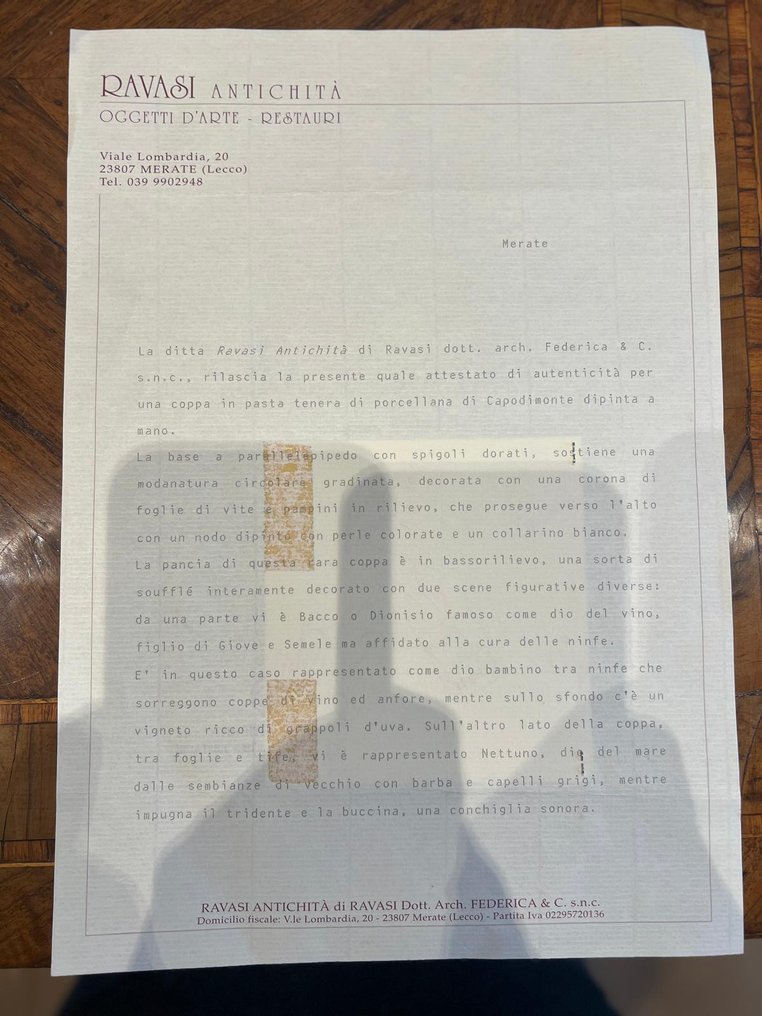 RAVASI ANTICHITÀ
OGGETTI D'ARTE - RESTAURI
Viale Lombardia, 20
23807 MERATE (Lecco)
Tel. 039 9902948
Merate
La ditta Ravasi Antichità di Ravasi dott. arch. Federica & C.
s.n.c., rilascia la presente quale attestato di autenticità per
una coppa in pasta tenera di porcellana di Capodimonte dipinta a
mano.
La base a parallelepipedo con spigoli dorati, sostiene una
modanatura circolare gradinata, decorata con una corona di
foglie di vite e pampini in rilievo, che prosegue verso l'alto
con un nodo dipinto con perle colorate e un collarino bianco.
La pancia di questa rara coppa è in bassorilievo, una sorta di
soufflé interamente decorato con due scene figurative diverse:
da una parte vi è Bacco o Dionisio famoso come dio del vino,
figlio di Giove e Semele ma affidato alla cura delle ninfe.
E' in questo caso rappresentato come dio bambino tra ninfe che
sorreggono coppe di vino ed anfore, mentre sullo sfondo c'è un
vigneto ricco di grappoli d'uva. Sull'altro lato della coppa,
tra foglie e tife, vi è rappresentato Nettuno, dio del mare
dalle sembianze di vecchio con barba e capelli grigi, mentre
impugna il tridente e la buccina, una conchiglia sonora.
RAVASI ANTICHITÀ di RAVASI Dott. Arch. FEDERICA & C. s.n.c.
Domicilio fiscale: V.le Lombardia, 20 - 23807 Merate (Lecco) - Partita Iva 02295720136